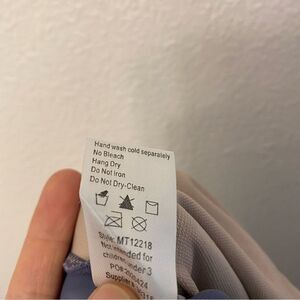 Hand wash cold separately
No Bleach
Hang Dry
Do Not Iron
Do Not Dry-Clean
Style: MT12218
Not intended for
children under 3